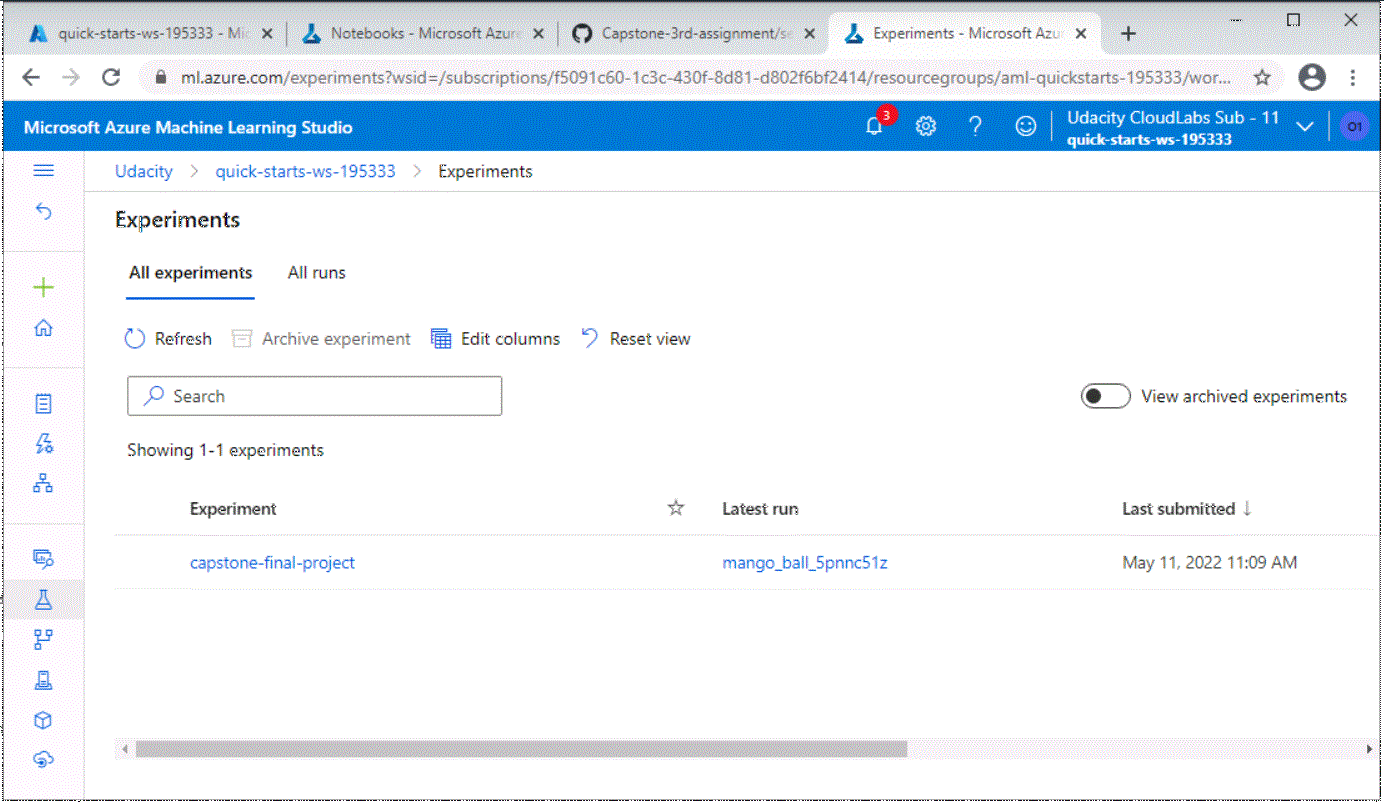 quick-starts-ws-195333 - Mic
Notebooks - Microsoft Azure
Capstone-3rd-assignment/se
Experiments - Microsoft Azur
ml.azure.com/experiments?wsid=/subscriptions/f5091c60-1c3c-430f-8d81-d802f6bf2414/resourcegroups/aml-quickstarts-195333/wor...
Microsoft Azure Machine Learning Studio
3
Udacity CloudLabs Sub - 11
quick-starts-ws-195333
O1
Udacity > quick-starts-ws-195333 > Experiments
Experiments
All experiments
All runs
Refresh
Archive experiment
Edit columns
Reset view
Search
View archived experiments
Showing 1-1 experiments
Experiment
Latest run
Last submitted ↓
capstone-final-project
mango_ball_5pnnc51z
May 11, 2022 11:09 AM